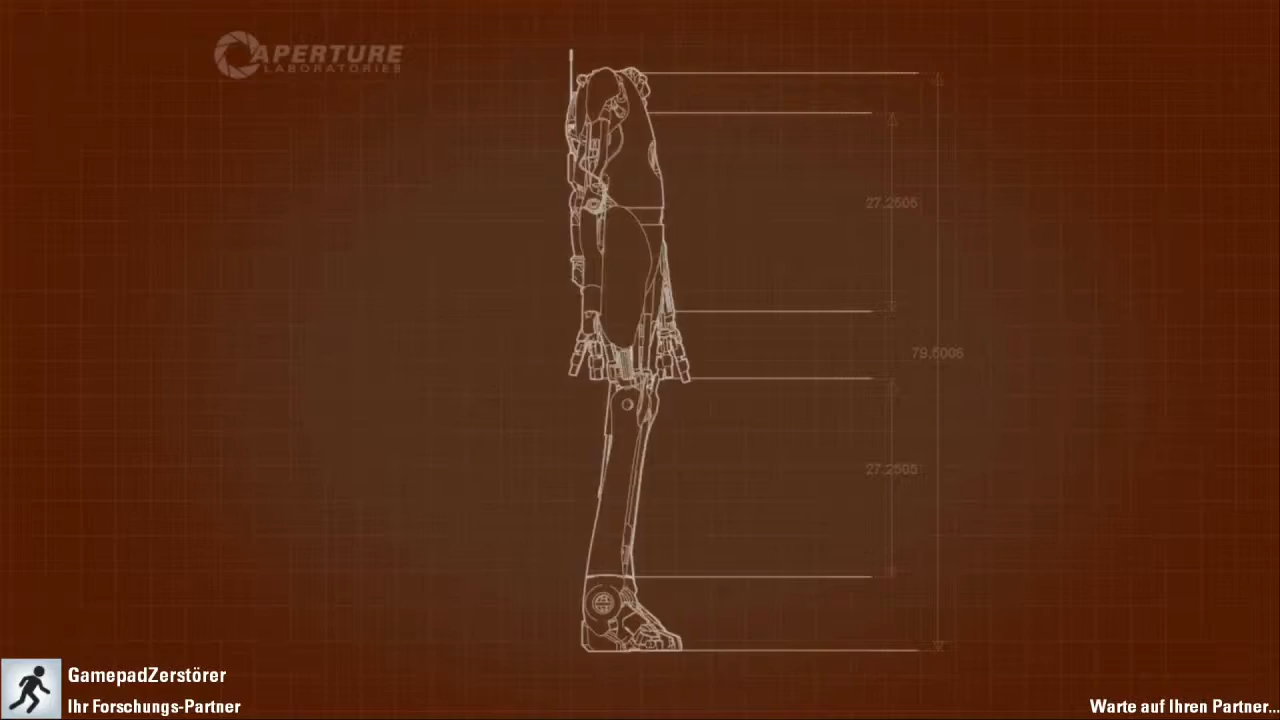 APERTURE
LABORATORIES
27.2505
79.5006
27.2505
GamepadZerstörer
Ihr Forschungs-Partner
Warte auf Ihren Partner...